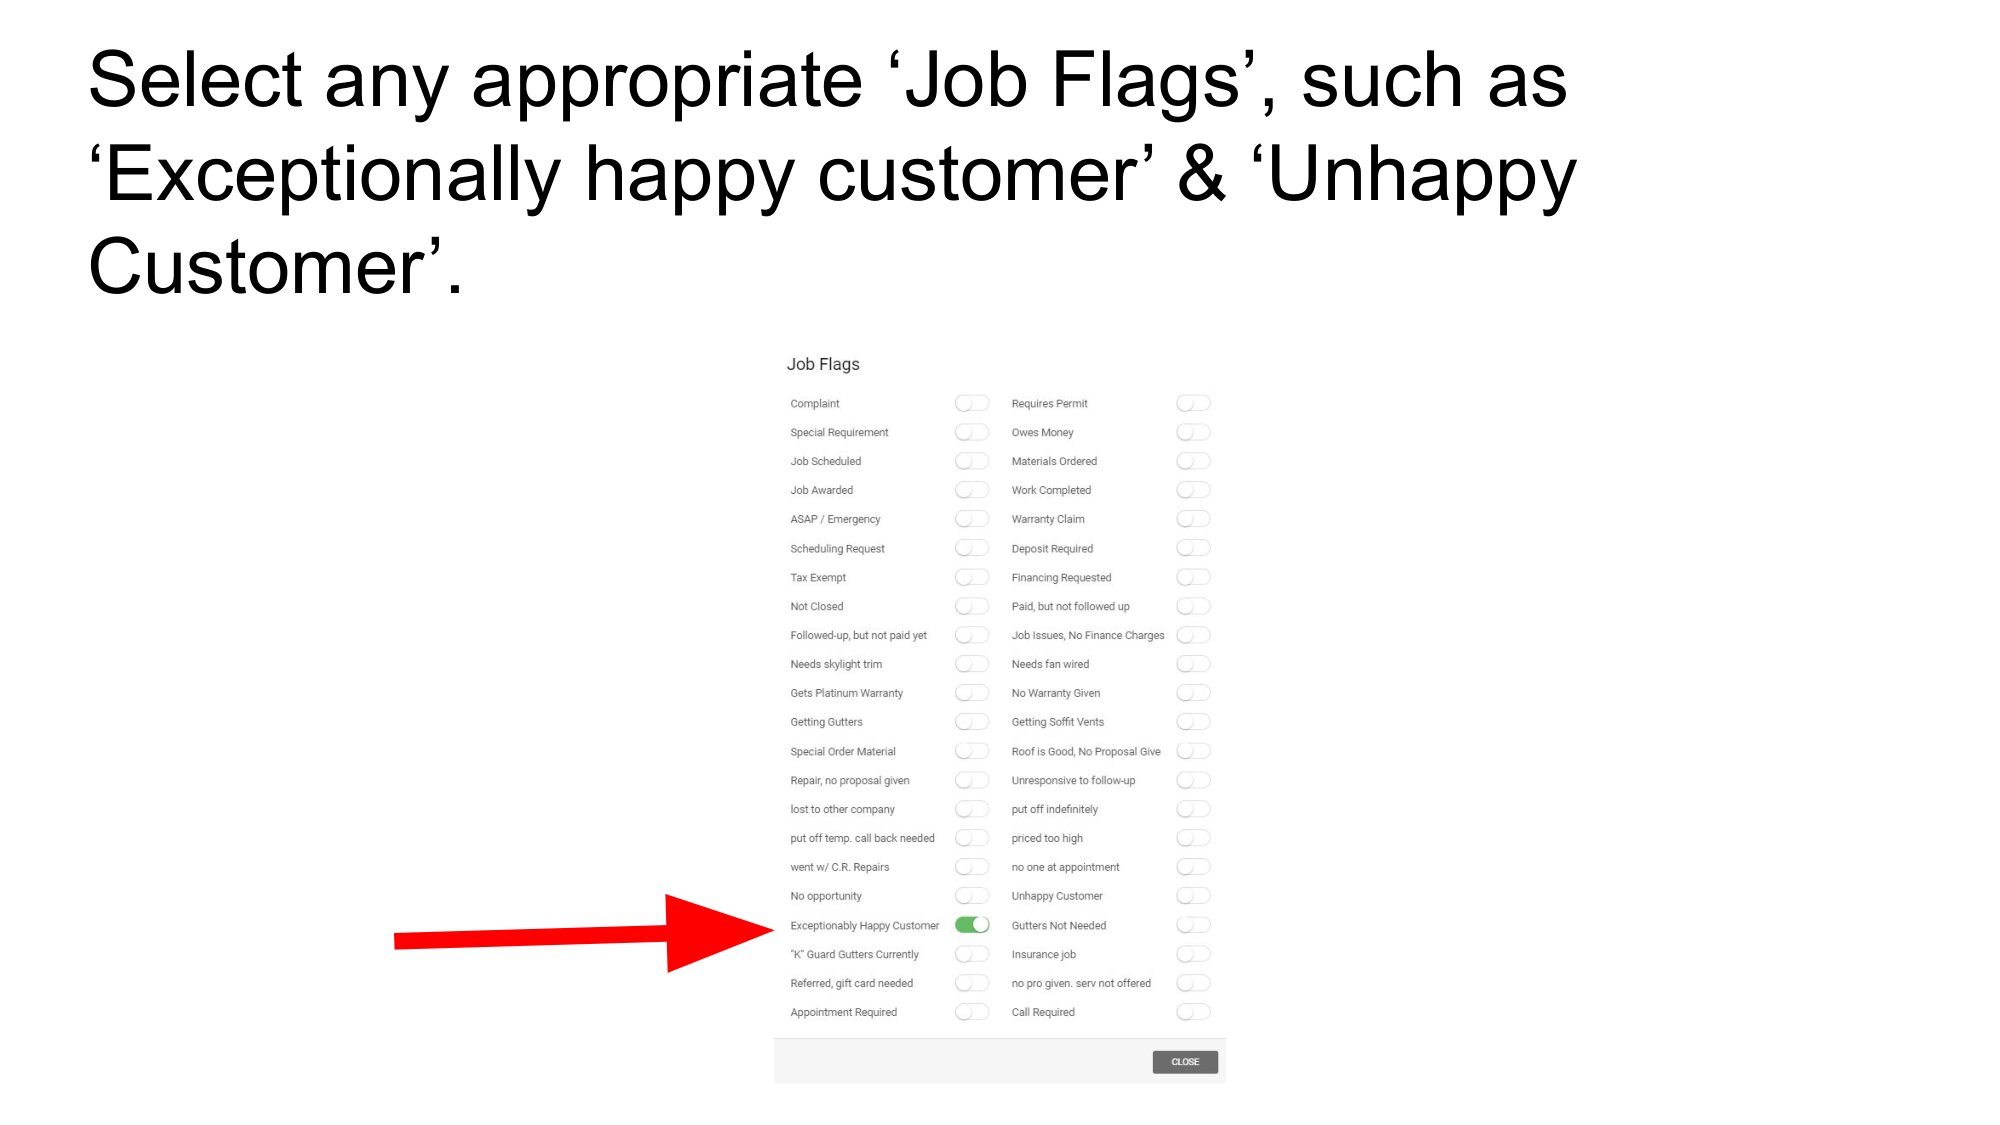 Select any appropriate ‘Job Flags’, such as
‘Exceptionally happy customer’ & ‘Unhappy
Customer’.
Job Flags
Complaint
Requires Permit
Special Requirement
Owes Money
Job Scheduled
Materials Ordered
Job Awarded
Work Completed
ASAP / Emergency
Warranty Claim
Scheduling Request
Deposit Required
Tax Exempt
Financing Requested
Not Closed
Paid, but not followed up
Followed-up, but not paid yet
Job Issues, No Finance Charges
Needs skylight trim
Needs fan wired
Gets Platinum Warranty
No Warranty Given
Getting Gutters
Getting Soffit Vents
Special Order Material
Roof is Good, No Proposal Give
Repair, no proposal given
Unresponsive to follow-up
lost to other company
put off indefinitely
put off temp. call back needed
priced too high
went w/ C.R. Repairs
no one at appointment
No opportunity
Unhappy Customer
Exceptionably Happy Customer
Gutters Not Needed
"K" Guard Gutters Currently
Insurance job
Referred, gift card needed
no pro given. serv not offered
Appointment Required
Call Required
CLOSE